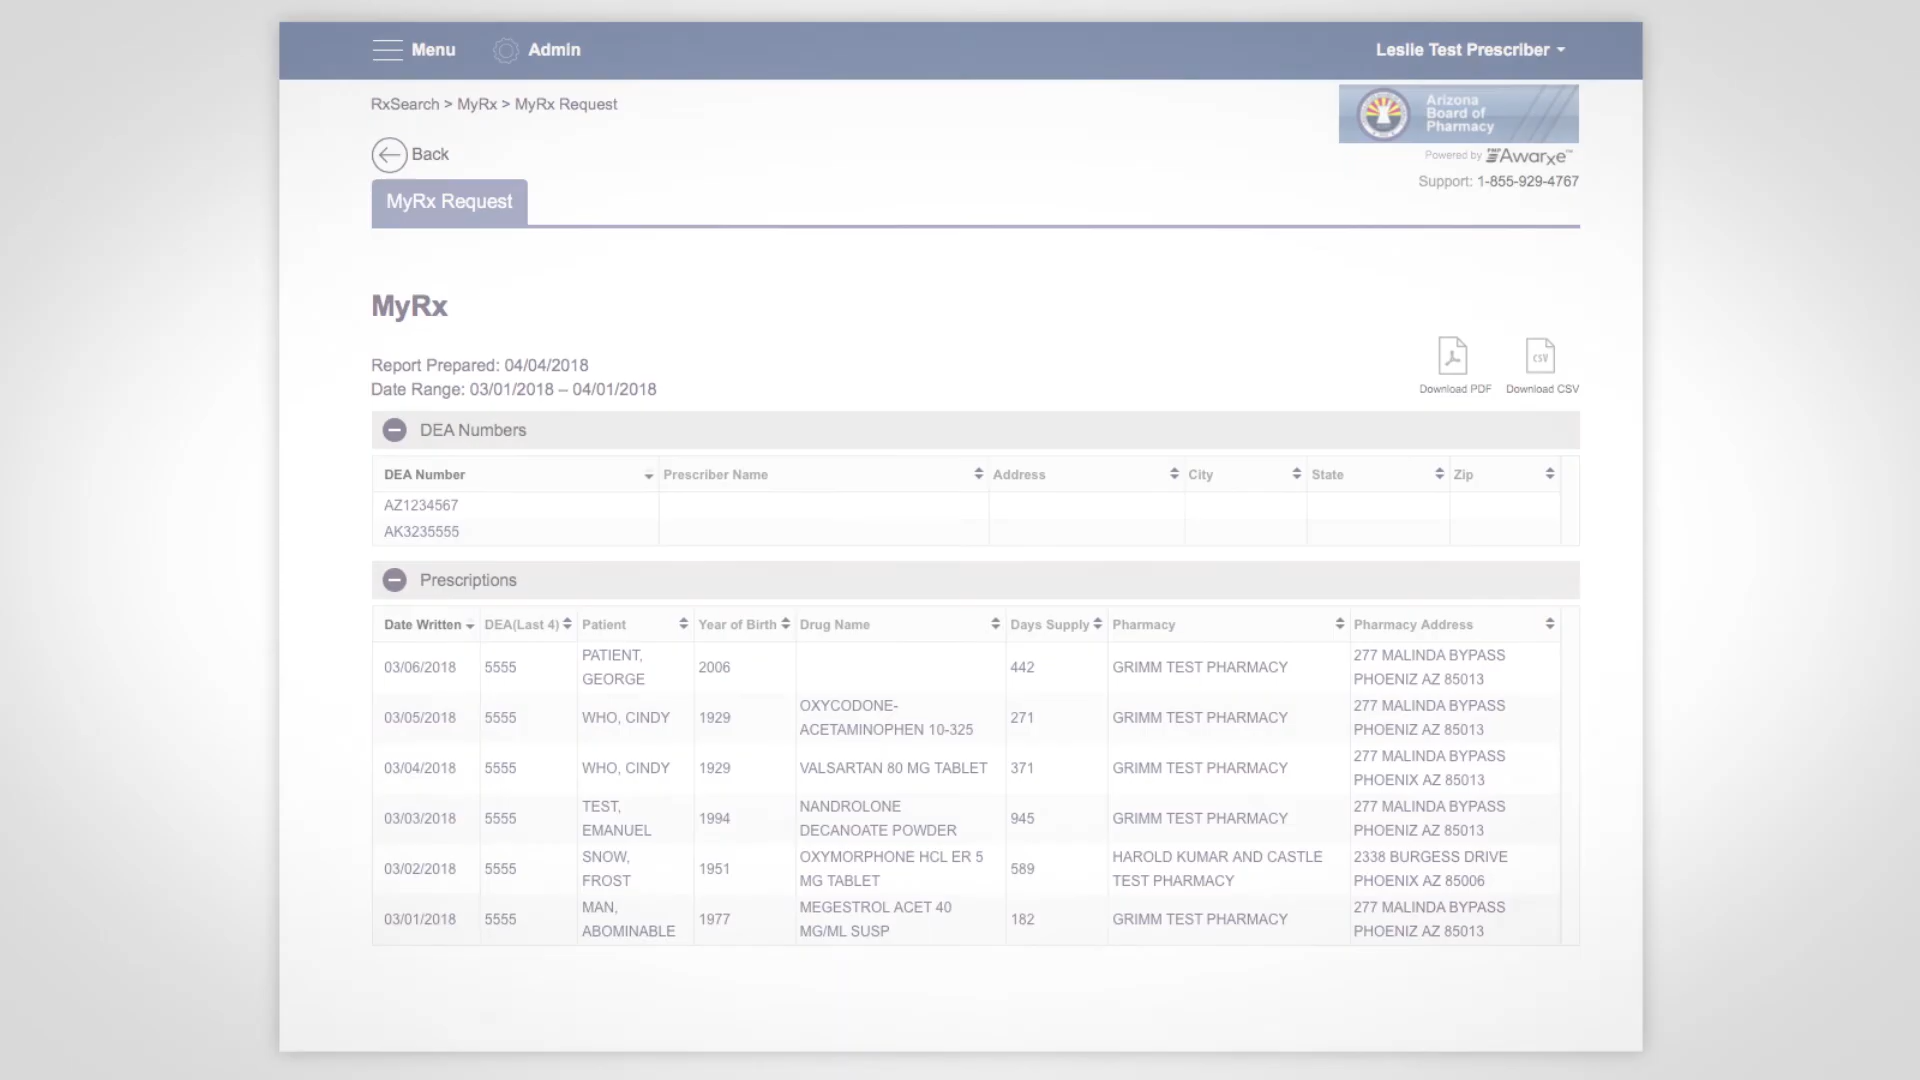 Menu
Admin
Leslie Test Prescriber
RxSearch > MyRx > MyRx Request
Arizona
Board of
Pharmacy
Back
Powered by PMP Awarxe™
Support: 1-855-929-4767
MyRx Request
MyRx
Report Prepared: 04/04/2018
Date Range: 03/01/2018 – 04/01/2018
CSV
Download PDF
Download CSV
DEA Numbers
DEA Number Prescriber Name Address City State Zip
AZ1234567
AK3235555
Prescriptions
Date Written DEA(Last 4) Patient Year of Birth Drug Name Days Supply Pharmacy Pharmacy Address
03/06/2018 5555 PATIENT, GEORGE 2006 442 GRIMM TEST PHARMACY 277 MALINDA BYPASS PHOENIZ AZ 85013
03/05/2018 5555 WHO, CINDY 1929 OXYCODONE-ACETAMINOPHEN 10-325 271 GRIMM TEST PHARMACY 277 MALINDA BYPASS PHOENIZ AZ 85013
03/04/2018 5555 WHO, CINDY 1929 VALSARTAN 80 MG TABLET 371 GRIMM TEST PHARMACY 277 MALINDA BYPASS PHOENIX AZ 85013
03/03/2018 5555 TEST, EMANUEL 1994 NANDROLONE DECANOATE POWDER 945 GRIMM TEST PHARMACY 277 MALINDA BYPASS PHOENIZ AZ 85013
03/02/2018 5555 SNOW, FROST 1951 OXYMORPHONE HCL ER 5 MG TABLET 589 HAROLD KUMAR AND CASTLE TEST PHARMACY 2338 BURGESS DRIVE PHOENIX AZ 85006
03/01/2018 5555 MAN, ABOMINABLE 1977 MEGESTROL ACET 40 MG/ML SUSP 182 GRIMM TEST PHARMACY 277 MALINDA BYPASS PHOENIZ AZ 85013